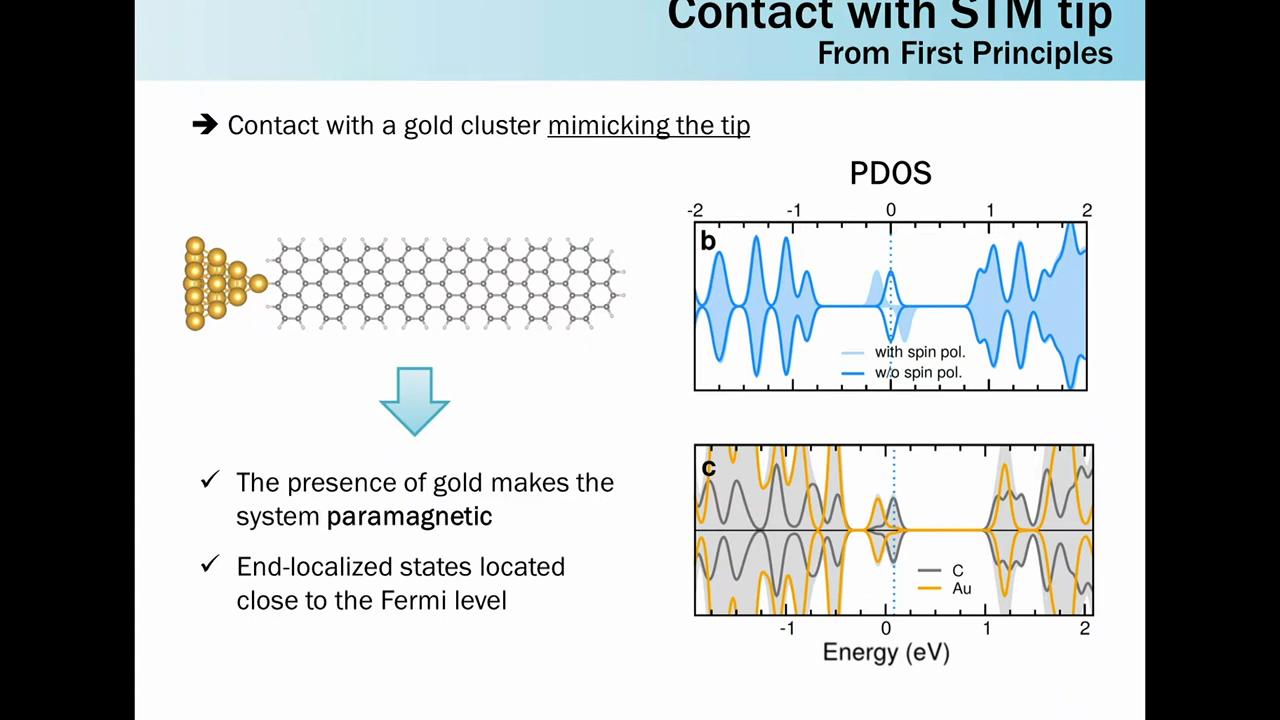 Contact with STM tip
From First Principles
➔ Contact with a gold cluster mimicking the tip
PDOS
-2 -1 0 1 2
b
with spin pol.
w/o spin pol.
✓ The presence of gold makes the
system paramagnetic
✓ End-localized states located
close to the Fermi level
c
C
Au
-1 0 1 2
Energy (eV)